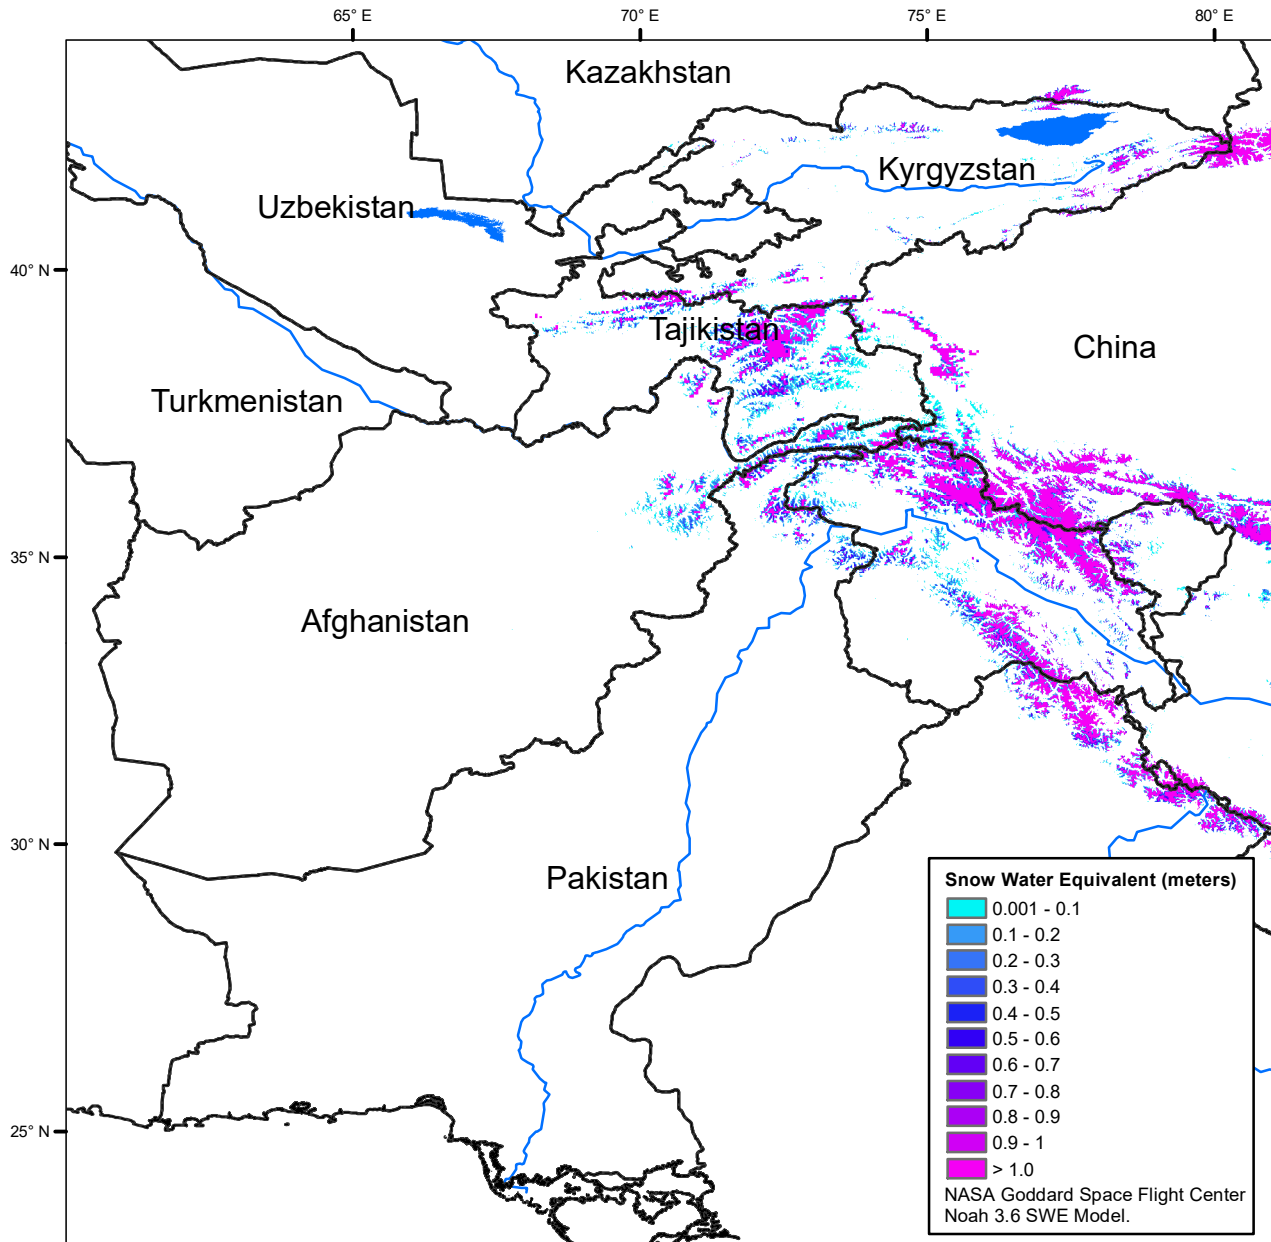 65° E
70° E
75° E
80° E
Kazakhstan
Kyrgyzstan
Uzbekistan
40° N
Tajikistan
China
Turkmenistan
35° N
Afghanistan
30° N
Pakistan
25° N
Snow Water Equivalent (meters)
0.001 - 0.1
0.1 - 0.2
0.2 - 0.3
0.3 - 0.4
0.4 - 0.5
0.5 - 0.6
0.6 - 0.7
0.7 - 0.8
0.8 - 0.9
0.9 - 1
> 1.0
NASA Goddard Space Flight Center
Noah 3.6 SWE Model.